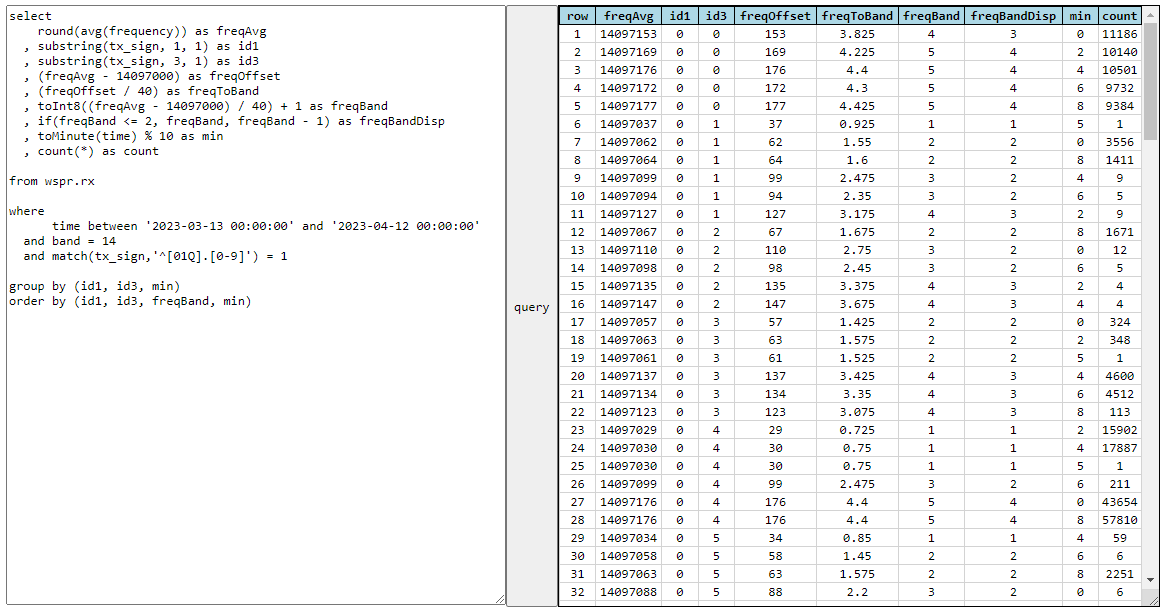 select
round(avg(frequency)) as freqAvg
, substring(tx_sign, 1, 1) as id1
, substring(tx_sign, 3, 1) as id3
, (freqAvg - 14097000) as freqOffset
, (freqOffset / 40) as freqToBand
, toInt8((freqAvg - 14097000) / 40) + 1 as freqBand
, if(freqBand <= 2, freqBand, freqBand - 1) as freqBandDisp
, toMinute(time) % 10 as min
, count(*) as count
from wspr.rx
where
time between '2023-03-13 00:00:00' and '2023-04-12 00:00:00'
and band = 14
and match(tx_sign,'^[01Q].[0-9]') = 1
group by (id1, id3, min)
order by (id1, id3, freqBand, min)
query
row freqAvg id1 id3 freqOffset freqToBand freqBand freqBandDisp min count
1 14097153 0 0 153 3.825 4 3 0 11186
2 14097169 0 0 169 4.225 5 4 2 10140
3 14097176 0 0 176 4.4 5 4 4 10501
4 14097172 0 0 172 4.3 5 4 6 9732
5 14097177 0 0 177 4.425 5 4 8 9384
6 14097037 0 1 37 0.925 1 1 5 1
7 14097062 0 1 62 1.55 2 2 0 3556
8 14097064 0 1 64 1.6 2 2 8 1411
9 14097099 0 1 99 2.475 3 2 4 9
10 14097094 0 1 94 2.35 3 2 6 5
11 14097127 0 1 127 3.175 4 3 2 9
12 14097067 0 2 67 1.675 2 2 8 1671
13 14097110 0 2 110 2.75 3 2 0 12
14 14097098 0 2 98 2.45 3 2 6 5
15 14097135 0 2 135 3.375 4 3 2 4
16 14097147 0 2 147 3.675 4 3 4 4
17 14097057 0 3 57 1.425 2 2 0 324
18 14097063 0 3 63 1.575 2 2 2 348
19 14097061 0 3 61 1.525 2 2 5 1
20 14097137 0 3 137 3.425 4 3 4 4600
21 14097134 0 3 134 3.35 4 3 6 4512
22 14097123 0 3 123 3.075 4 3 8 113
23 14097029 0 4 29 0.725 1 1 2 15902
24 14097030 0 4 30 0.75 1 1 4 17887
25 14097030 0 4 30 0.75 1 1 5 1
26 14097099 0 4 99 2.475 3 2 6 211
27 14097176 0 4 176 4.4 5 4 0 43654
28 14097176 0 4 176 4.4 5 4 8 57810
29 14097034 0 5 34 0.85 1 1 4 59
30 14097058 0 5 58 1.45 2 2 6 6
31 14097063 0 5 63 1.575 2 2 8 2251
32 14097088 0 5 88 2.2 3 2 0 6